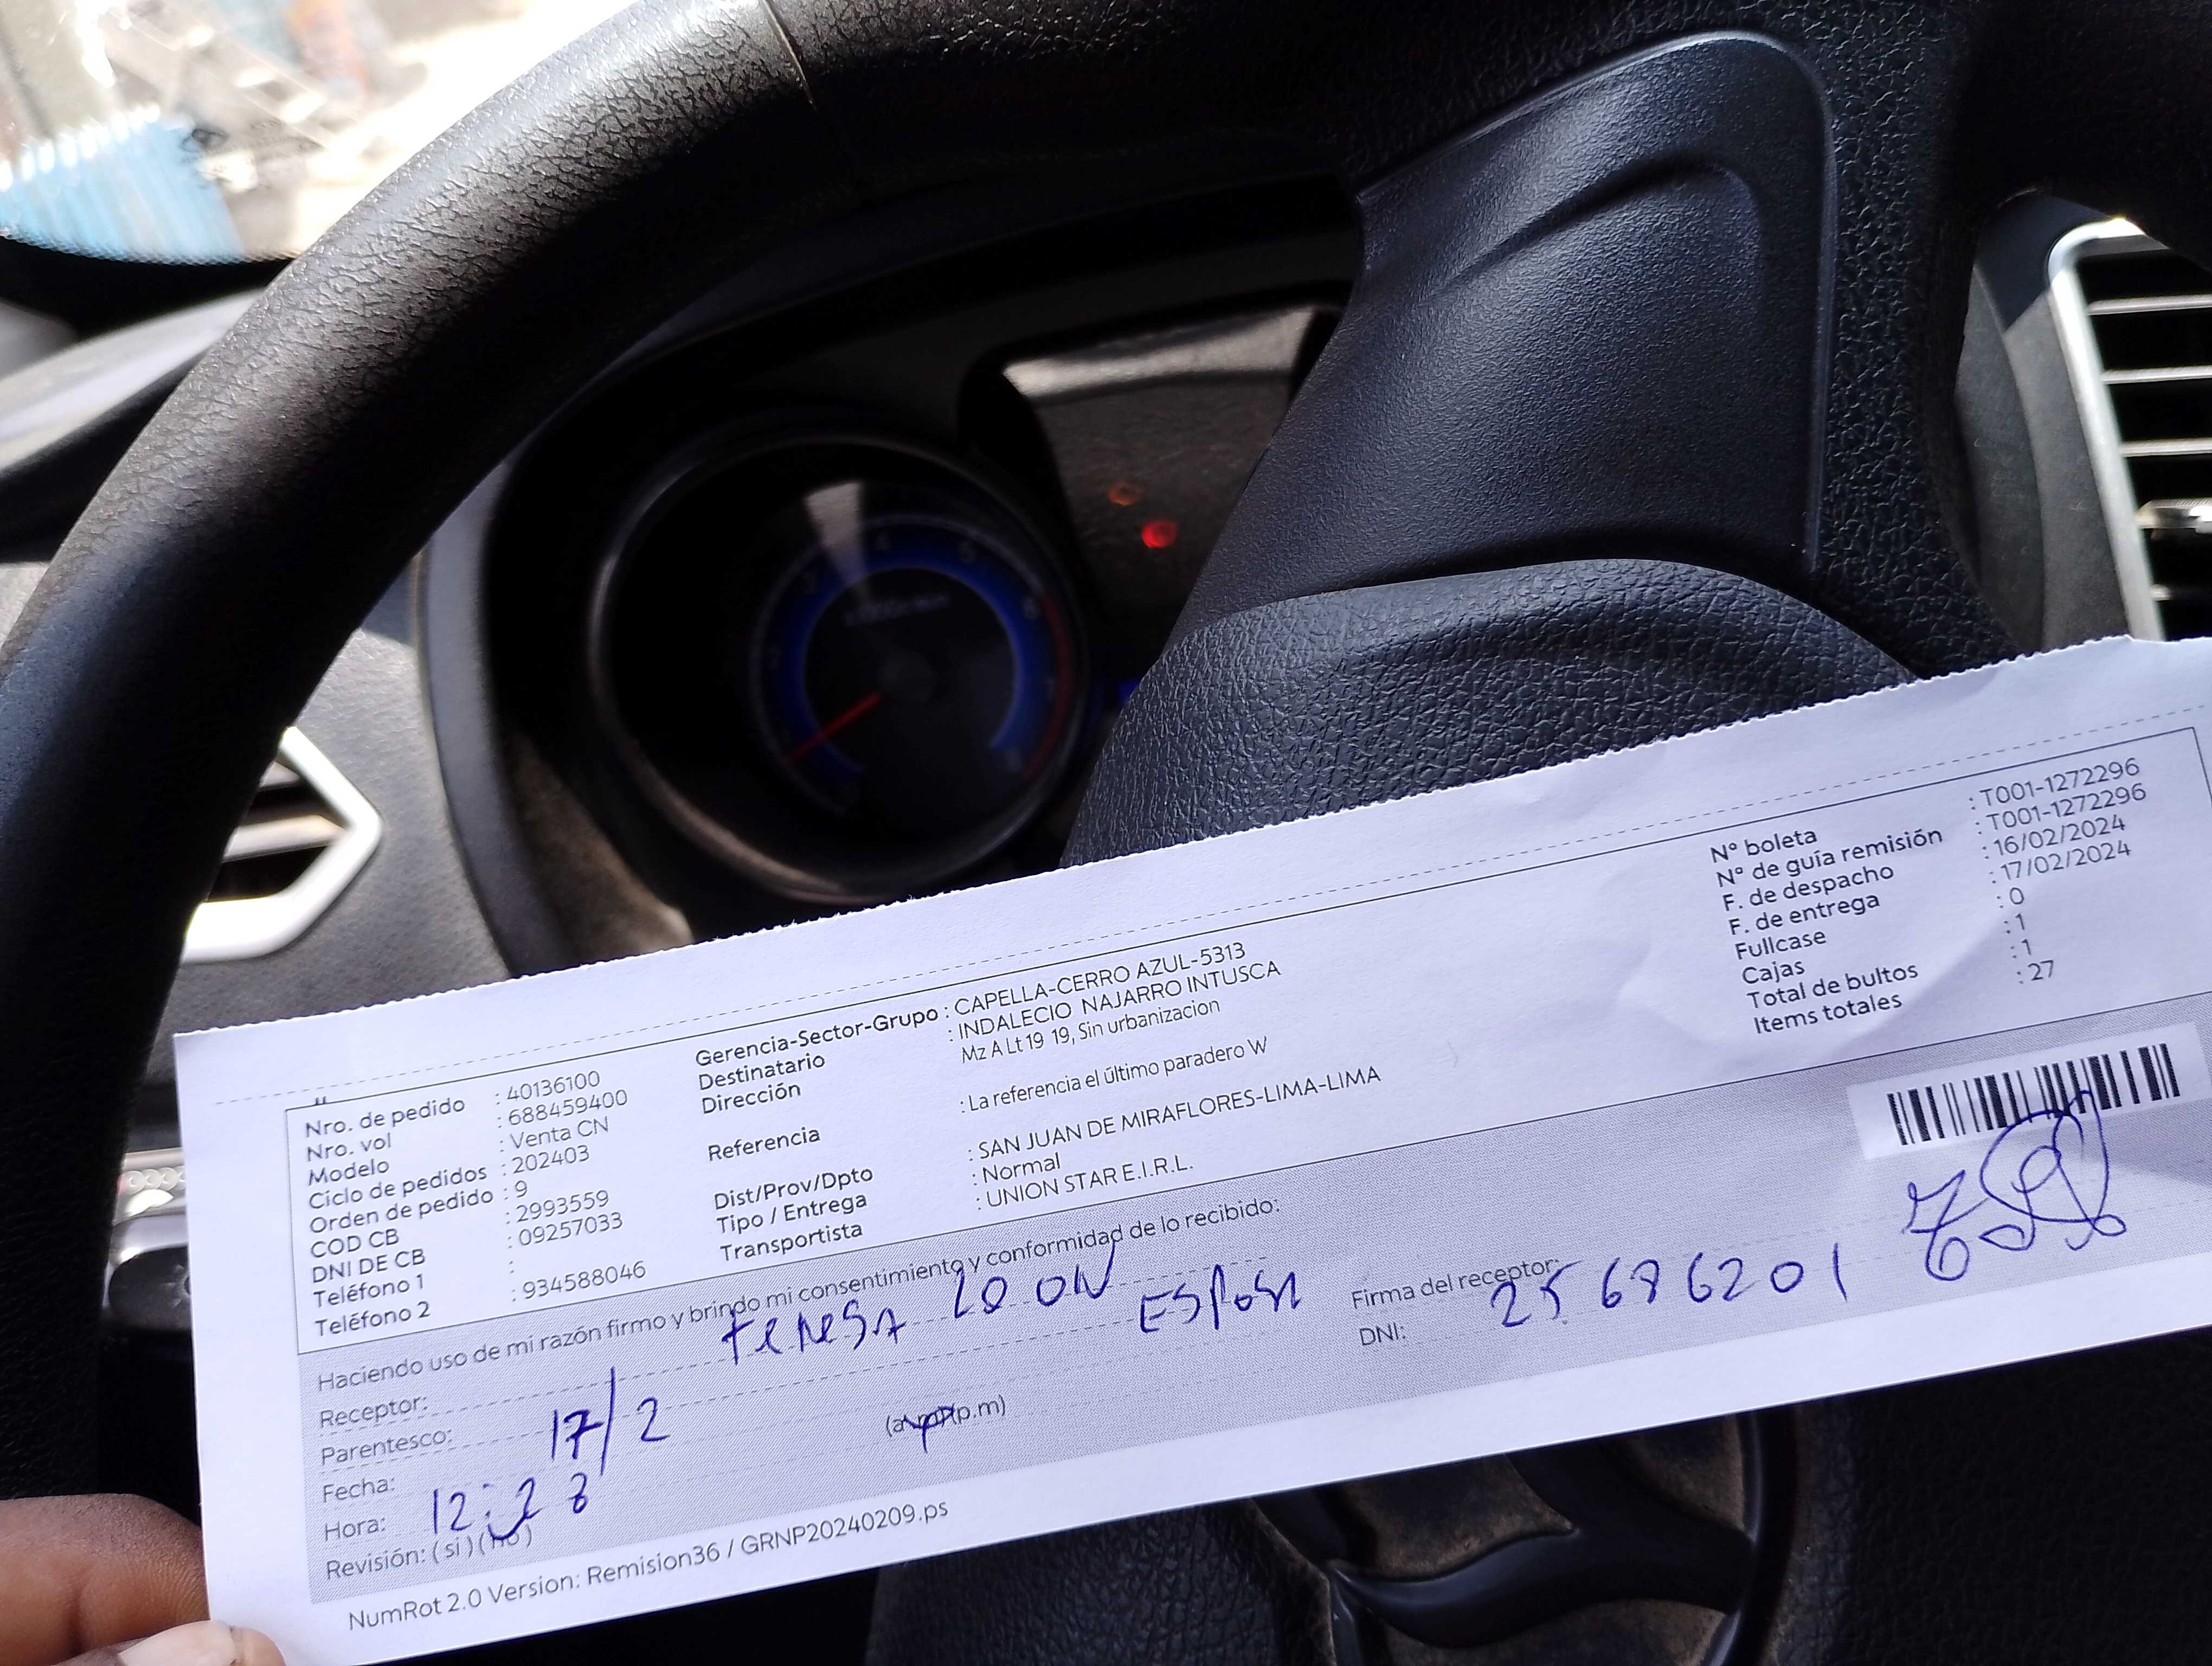 Nro. de pedido : 40136100
Nro. vol : 688459400
Modelo : Venta CN
Ciclo de pedidos : 202403
Orden de pedido : 9
COD CB : 2993559
DNI DE CB : 09257033
Teléfono 1 :
Teléfono 2 : 934588046
Gerencia-Sector-Grupo : CAPELLA-CERRO AZUL-5313
Destinatario : INDALECIO NAJARRO INTUSCA
Dirección Mz A Lt 19 19, Sin urbanizacion
Referencia : La referencia el último paradero W
Dist/Prov/Dpto : SAN JUAN DE MIRAFLORES-LIMA-LIMA
Tipo / Entrega : Normal
Transportista : UNION STAR E.I.R.L.
N° boleta : T001-1272296
N° de guía remisión : T001-1272296
F. de despacho : 16/02/2024
F. de entrega : 17/02/2024
Fullcase : 0
Cajas : 1
Total de bultos : 1
Items totales : 27
Haciendo uso de mi razón firmo y brindo mi consentimiento y conformidad de lo recibido:
Receptor: TeResA
Parentesco: ESPOSA
Fecha: 17/2
Hora: 12:28 (a.m) (p.m)
Revisión: (si) (no)
Firma del receptor:
DNI: 25676201
NumRot 2.0 Version: Remision36 / GRNP20240209.ps